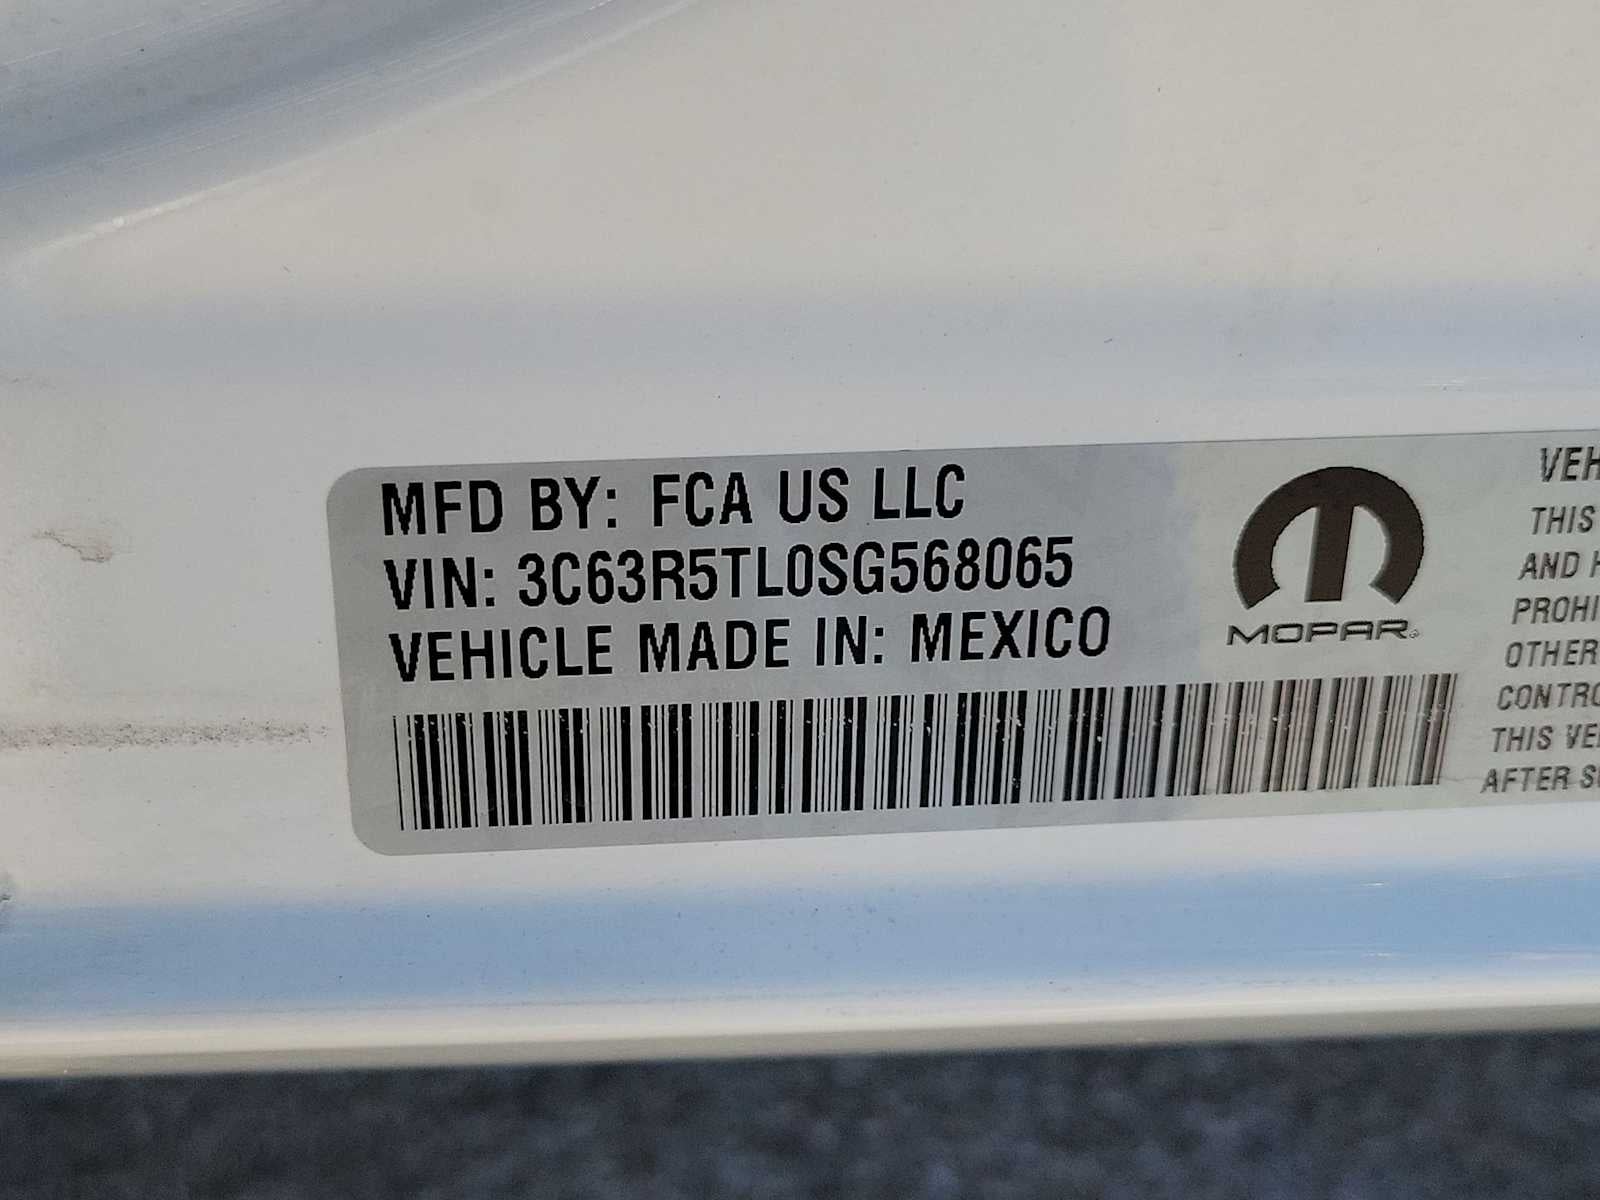 MFD BY: FCA US LLC
VIN: 3C63R5TL0SG568065
VEHICLE MADE IN: MEXICO
MOPAR
VEH
THIS
AND H
PROHI
OTHER
CONTRO
THIS VE
AFTER S